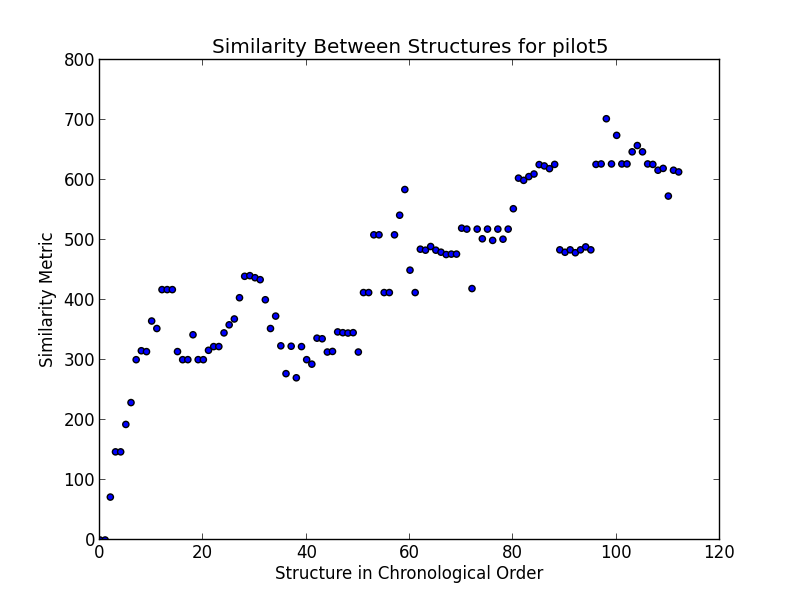 Similarity Between Structures for pilot5
800
700
600
500
400
300
200
100
0
Similarity Metric
0 20 40 60 80 100 120
Structure in Chronological Order